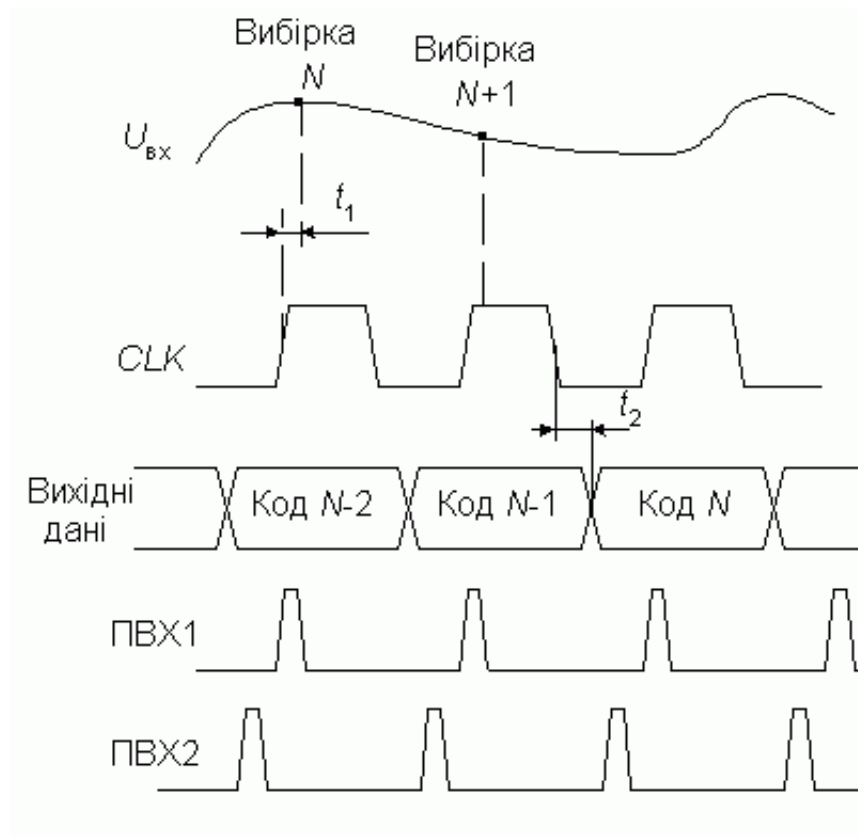 Вибірка
N
Вибірка
N+1
Uвх
t1
CLK
t2
Вихідні
дані
Код N-2
Код N-1
Код N
ПВХ1
ПВХ2